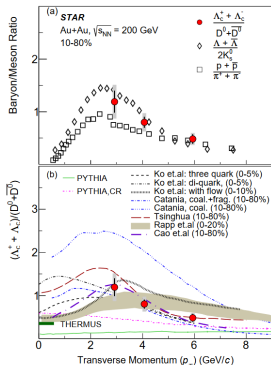 (a) STAR
Au+Au, √sNN = 200 GeV
10-80%
Λc+ + Λc-
D0+D0
Λ + Λ
2Ks0
p + p
π+ + π-
Baryon/Meson Ratio
2
1
(b)
PYTHIA
PYTHIA,CR
Ko et al: three quark (0-5%)
Ko et al: di-quark, (0-5%)
Ko et al: with flow (0-10%)
Catania, coal.+frag. (10-80%)
Catania, coal. (10-80%)
Tsinghua (10-80%)
Rapp et.al (0-20%)
Cao et.al (10-80%)
(Λc+ + Λc-)/(D0+D0)
3
2
1
THERMUS
0 2 4 6 8
Transverse Momentum (pT) (GeV/c)